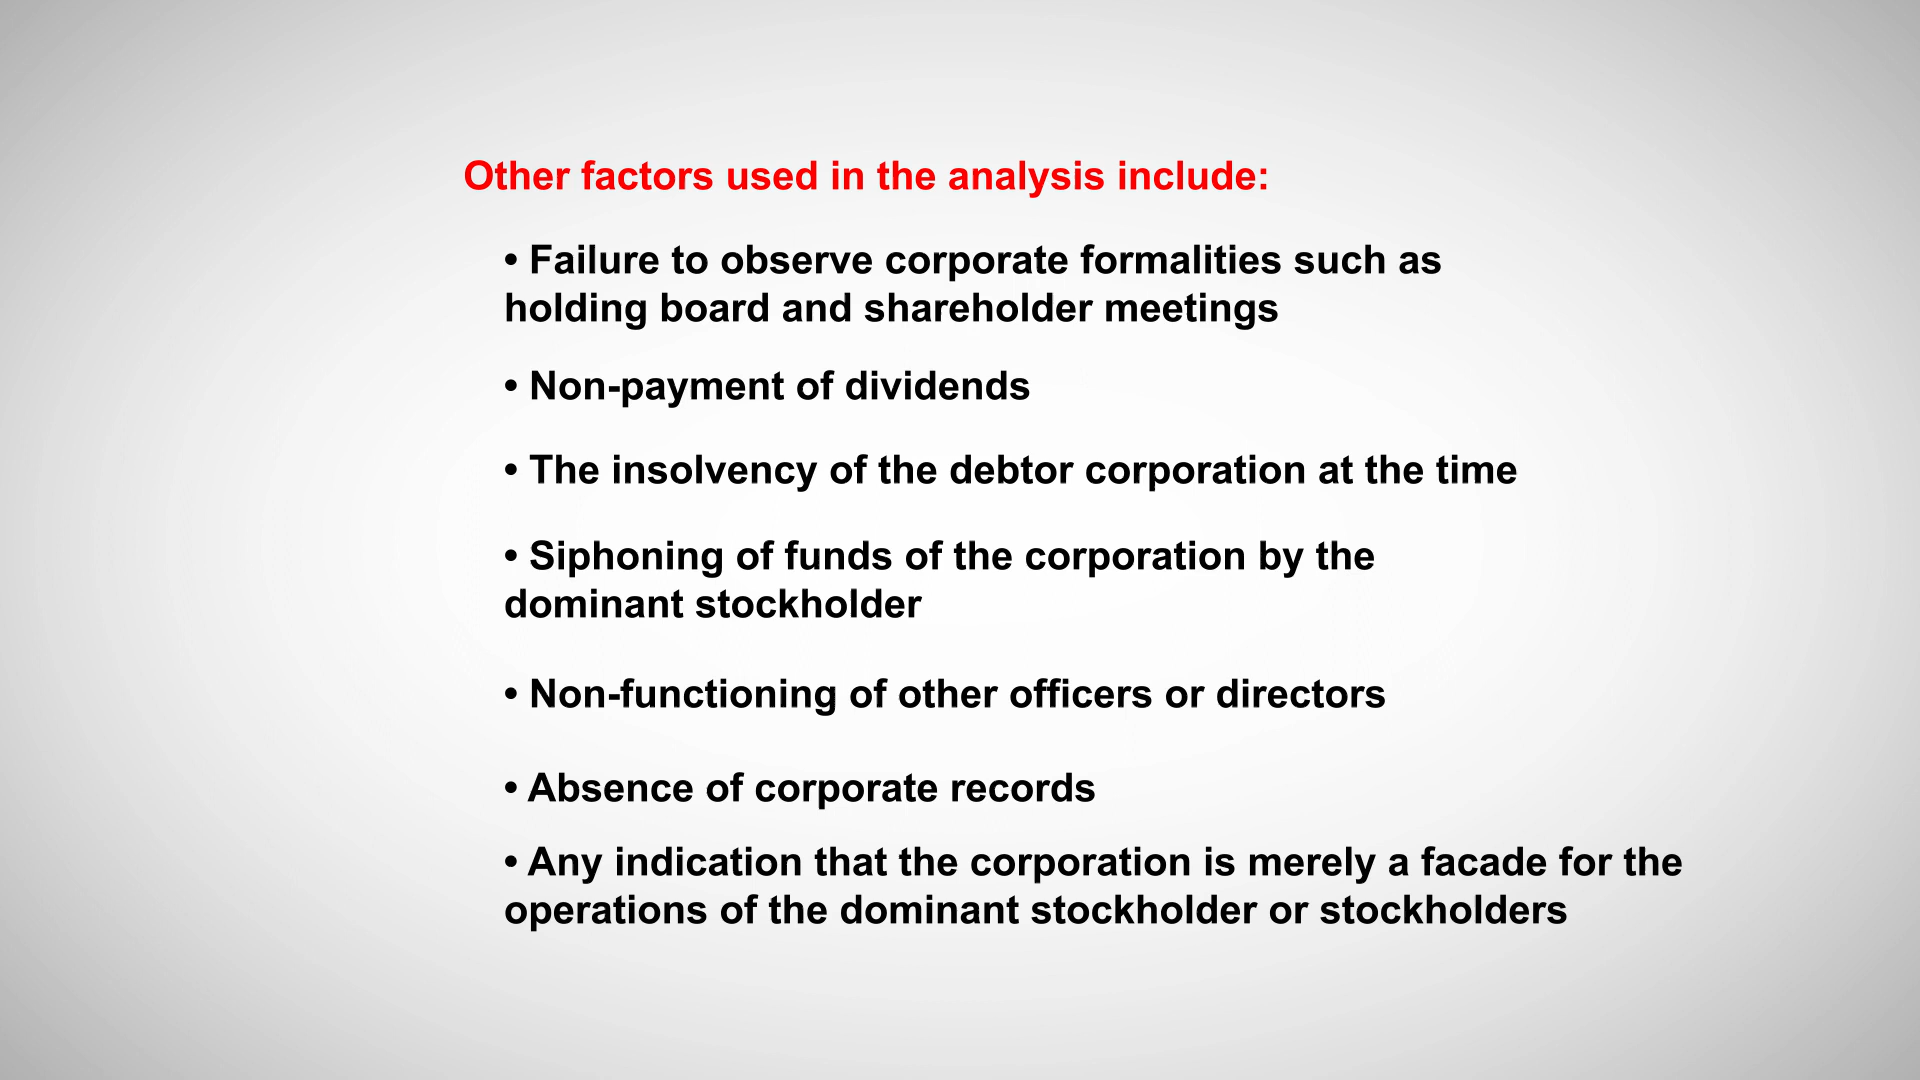 Other factors used in the analysis include:
• Failure to observe corporate formalities such as
holding board and shareholder meetings
• Non-payment of dividends
• The insolvency of the debtor corporation at the time
• Siphoning of funds of the corporation by the
dominant stockholder
• Non-functioning of other officers or directors
• Absence of corporate records
• Any indication that the corporation is merely a facade for the
operations of the dominant stockholder or stockholders